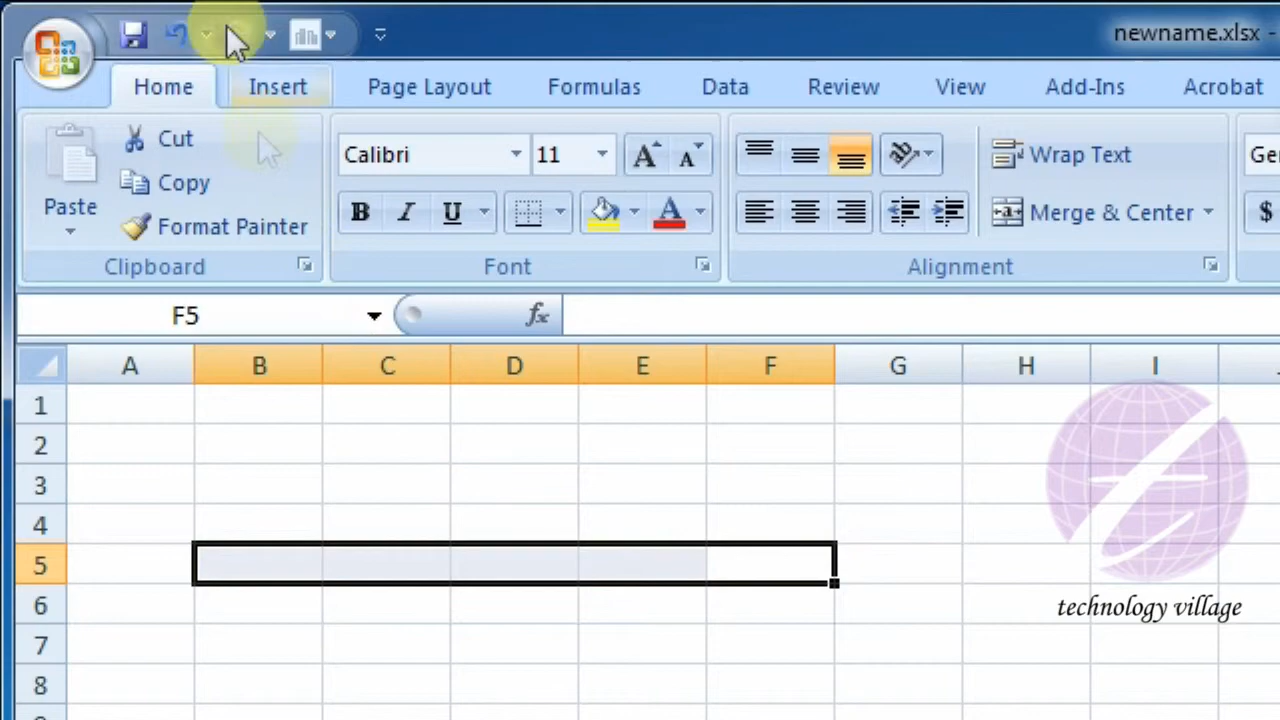 newname.xlsx -
Home Insert Page Layout Formulas Data Review View Add-Ins Acrobat
Paste
Cut
Copy
Format Painter
Clipboard
Calibri 11
A A
B I U A
Font
Wrap Text
Merge & Center
Alignment
Ge
$
F5 fx
A B C D E F G H I
1
2
3
4
5
6
7
8
technology village